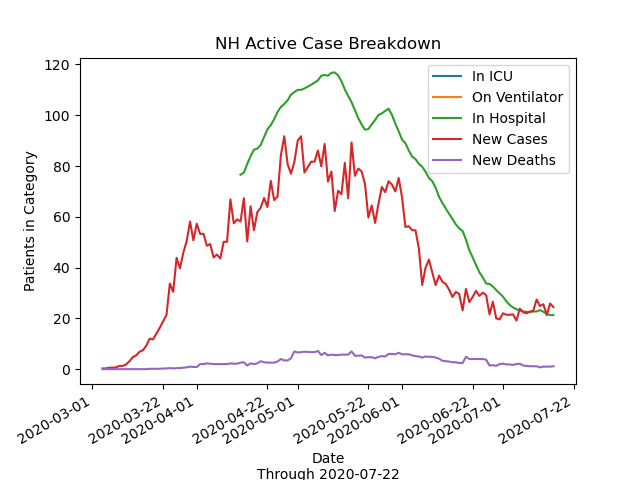 NH Active Case Breakdown
In ICU
On Ventilator
In Hospital
New Cases
New Deaths
Patients in Category
120
100
80
60
40
20
0
2020-03-01
2020-03-22
2020-04-01
2020-04-22
2020-05-01
2020-05-22
2020-06-01
2020-06-22
2020-07-01
2020-07-22
Date
Through 2020-07-22